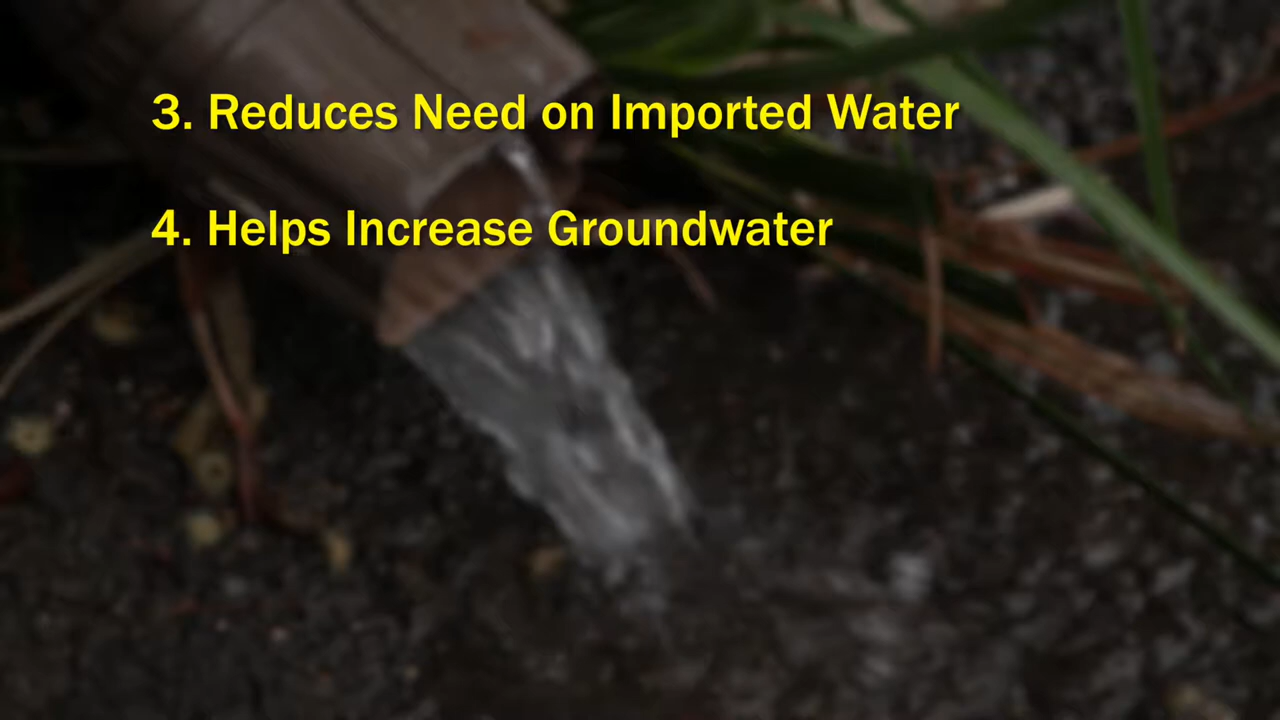 3. Reduces Need on Imported Water
4. Helps Increase Groundwater